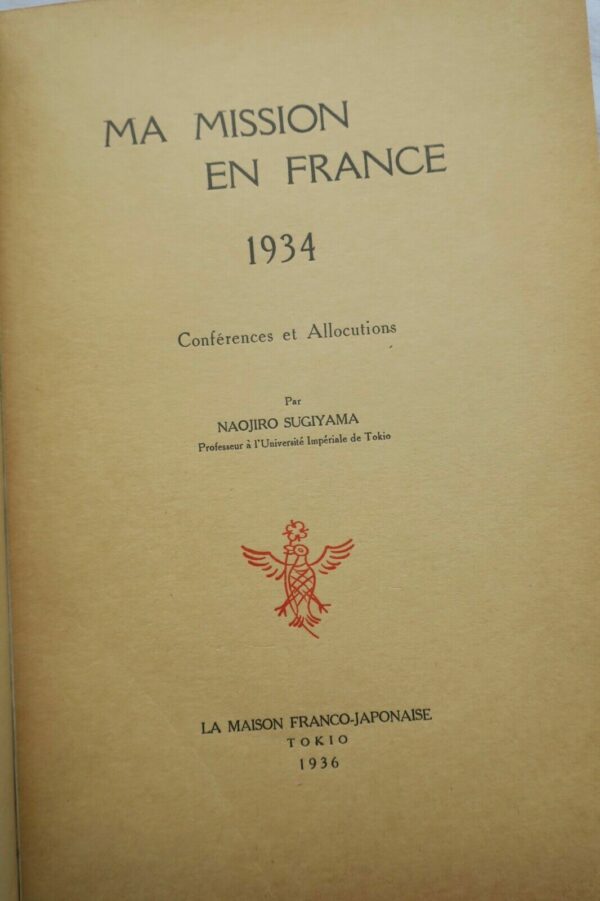 MA MISSION
EN FRANCE
1934
Conférences et Allocutions
Par
NAOJIRO SUGIYAMA
Professeur à l'Université Impériale de Tokio
LA MAISON FRANCO-JAPONAISE
TOKIO
1936